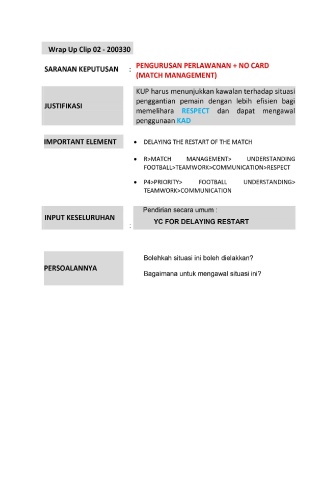 Wrap Up Clip 02 - 200330
SARANAN KEPUTUSAN : PENGURUSAN PERLAWANAN + NO CARD
(MATCH MANAGEMENT)
JUSTIFIKASI
KUP harus menunjukkan kawalan terhadap situasi
penggantian pemain dengan lebih efisien bagi
memelihara RESPECT dan dapat mengawal
penggunaan KAD
IMPORTANT ELEMENT
• DELAYING THE RESTART OF THE MATCH
• R>MATCH MANAGEMENT> UNDERSTANDING
FOOTBALL>TEAMWORK>COMMUNICATION>RESPECT
• P4>PRIORITY> FOOTBALL UNDERSTANDING>
TEAMWORK>COMMUNICATION
INPUT KESELURUHAN :
Pendirian secara umum :
YC FOR DELAYING RESTART
PERSOALANNYA
Bolehkah situasi ini boleh dielakkan?
Bagaimana untuk mengawal situasi ini?